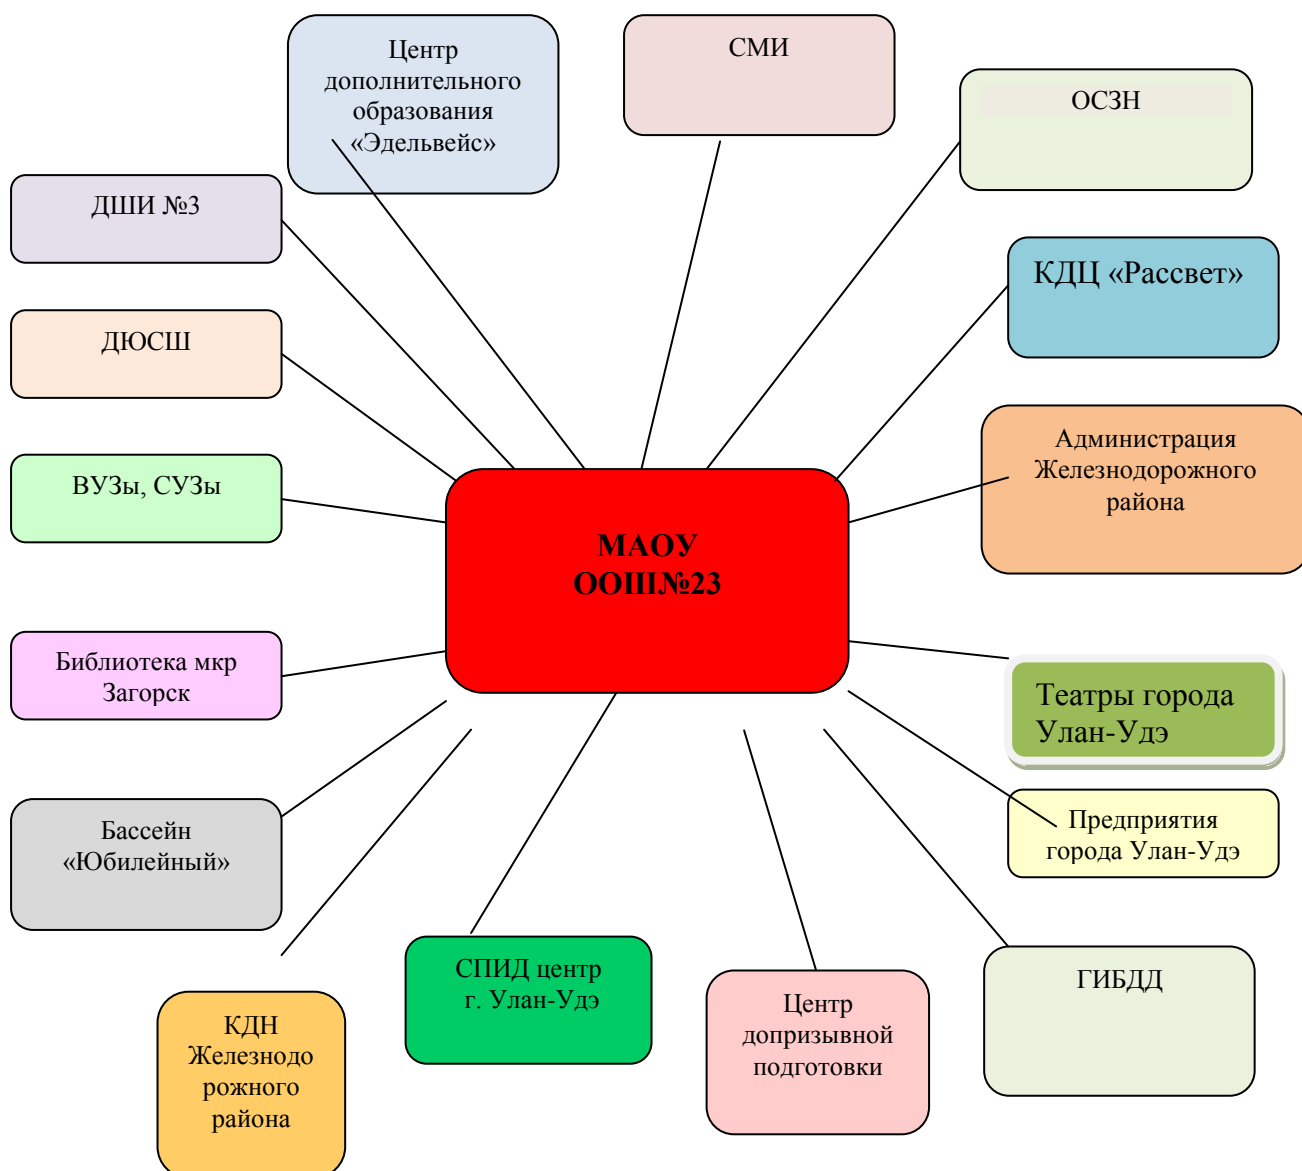 Центр
дополнительного
образования
«Эдельвейс»
СМИ
ОСЗН
ДШИ №3
КДЦ «Рассвет»
ДЮСШ
Администрация
Железнодорожного
района
ВУЗы, СУЗы
МАОУ
ООШ№23
Библиотека мкр
Загорск
Театры города
Улан-Удэ
Бассейн
«Юбилейный»
Предприятия
города Улан-Удэ
СПИД центр
г. Улан-Удэ
ГИБДД
Центр
допризывной
подготовки
КДН
Железнодо
рожного
района